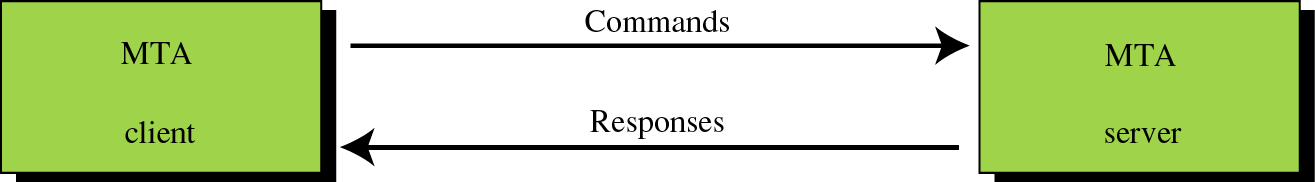 Commands
MTA
client
MTA
server
Responses